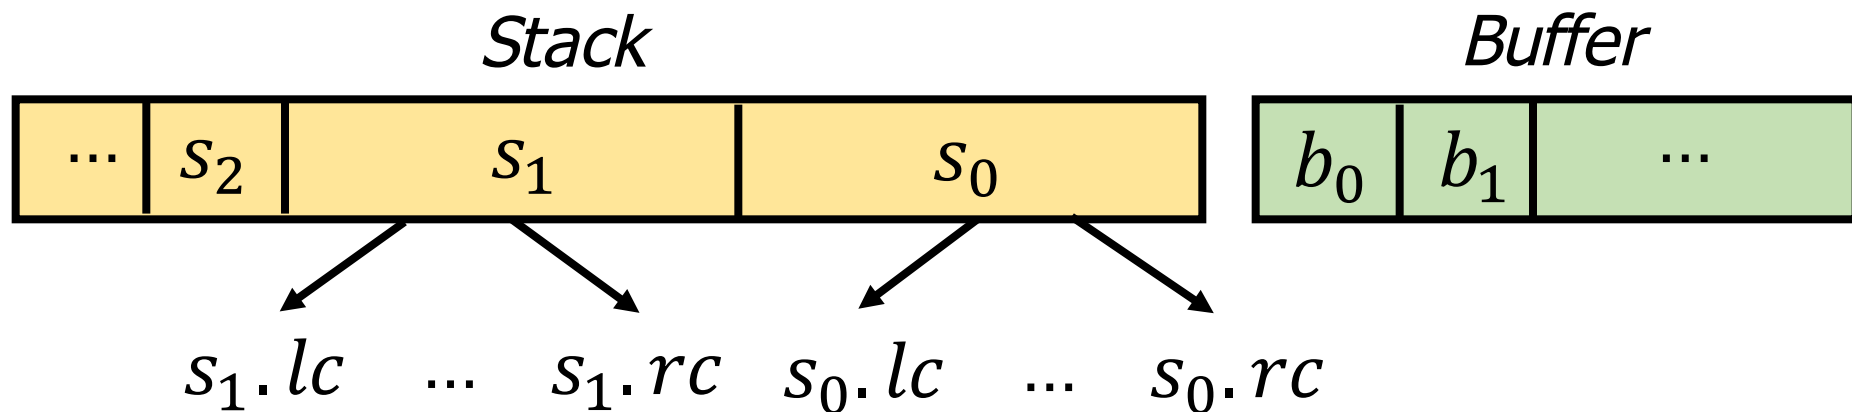 Stack Buffer
... s₂ s₁ s₀ b₀ b₁ ...
s₁.lc ... s₁.rc s₀.lc ... s₀.rc